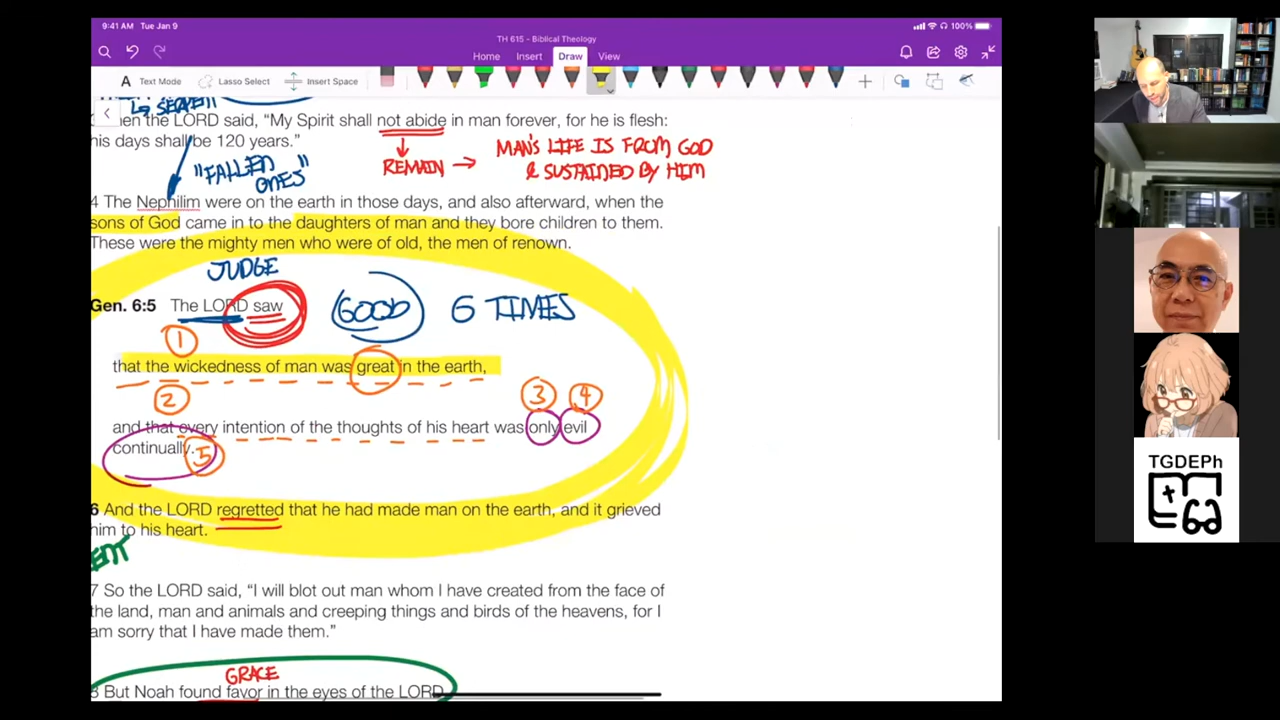 9:41 AM Tue Jan 9
100%
TH 615 - Biblical Theology
Home Insert Draw View
Text Mode Lasso Select Insert Space
↳ SERPENT
en the LORD said, “My Spirit shall not abide in man forever, for he is flesh:
his days shall be 120 years.”
REMAIN → MAN'S LIFE IS FROM GOD
& SUSTAINED BY HIM
"FALLEN
ONES"
4 The Nephilim were on the earth in those days, and also afterward, when the
sons of God came in to the daughters of man and they bore children to them.
These were the mighty men who were of old, the men of renown.
JUDGE
Gen. 6:5 The LORD saw GOOD 6 TIMES
1
that the wickedness of man was great in the earth,
2 3 4
and that every intention of the thoughts of his heart was only evil
continually. 5
6 And the LORD regretted that he had made man on the earth, and it grieved
him to his heart.
ENT
7 So the LORD said, “I will blot out man whom I have created from the face of
the land, man and animals and creeping things and birds of the heavens, for I
am sorry that I have made them.”
GRACE
8 But Noah found favor in the eyes of the LORD
TGDEPh